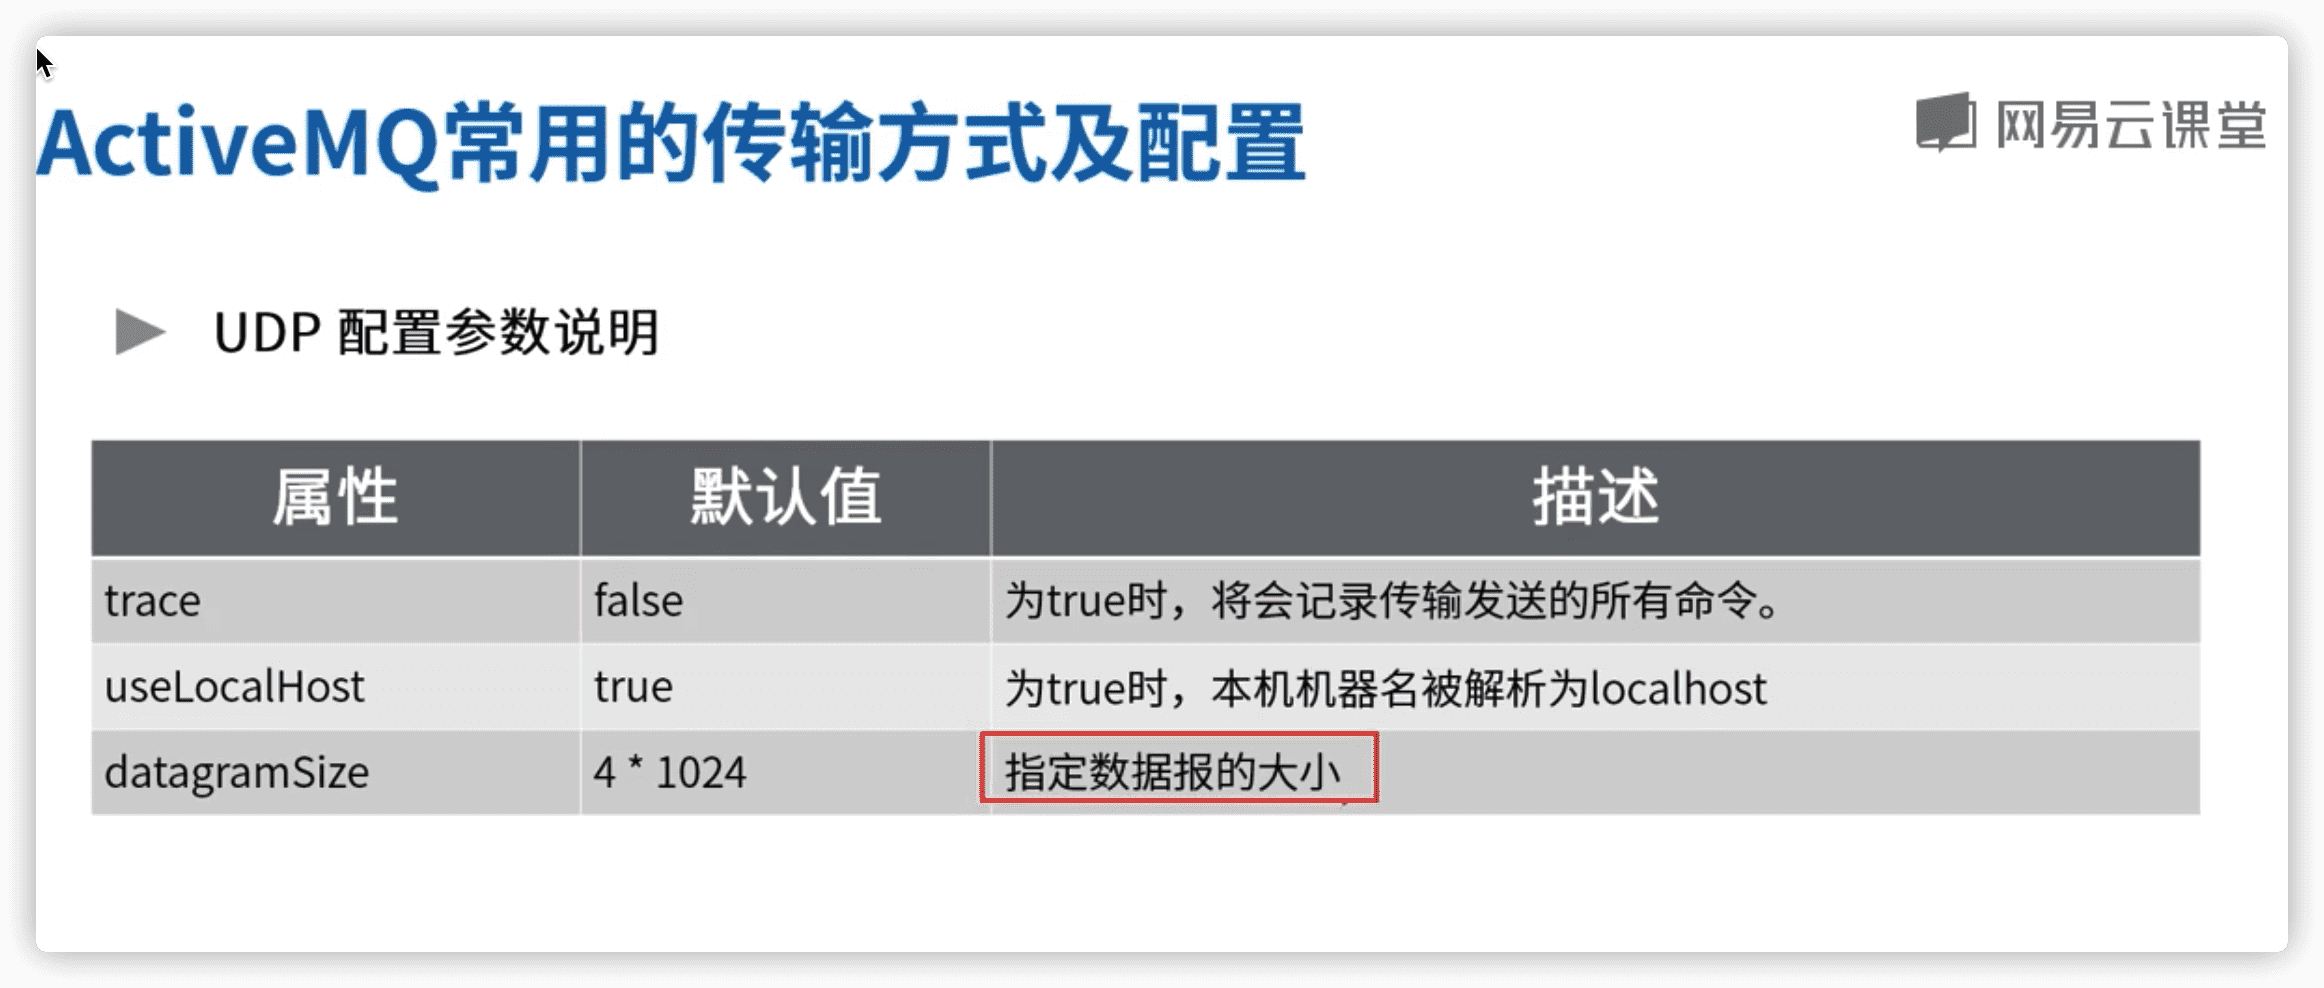 ActiveMQ常用的传输方式及配置
网易云课堂
UDP 配置参数说明
属性 默认值 描述
trace false 为true时，将会记录传输发送的所有命令。
useLocalHost true 为true时，本机机器名被解析为localhost
datagramSize 4 * 1024 指定数据报的大小